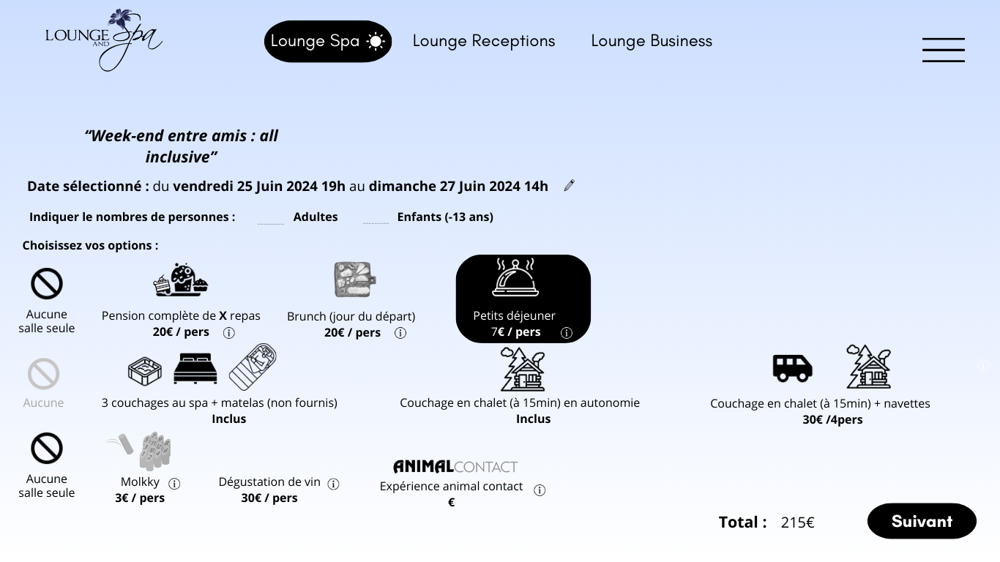 LOUNGE AND Spa
Lounge Spa
Lounge Receptions
Lounge Business
“Week-end entre amis : all
inclusive”
Date sélectionné : du vendredi 25 Juin 2024 19h au dimanche 27 Juin 2024 14h
Indiquer le nombres de personnes : Adultes Enfants (-13 ans)
Choisissez vos options :
Aucune
salle seule
Pension complète de X repas
20€ / pers
Brunch (jour du départ)
20€ / pers
Petits déjeuner
7€ / pers
Aucune
3 couchages au spa + matelas (non fournis)
Inclus
Couchage en chalet (à 15min) en autonomie
Inclus
Couchage en chalet (à 15min) + navettes
30€ /4pers
Aucune
salle seule
Molkky
3€ / pers
Dégustation de vin
30€ / pers
ANIMALCONTACT
Expérience animal contact
€
Total : 215€
Suivant